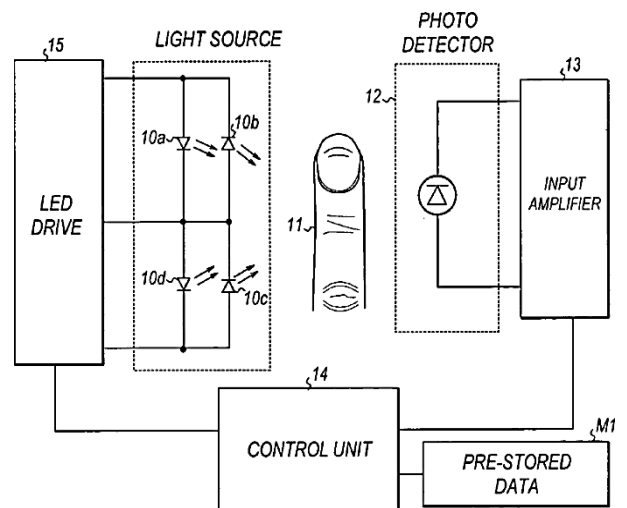 15
LIGHT SOURCE
PHOTO
DETECTOR
12
13
10a
10b
LED
DRIVE
11
INPUT
AMPLIFIER
10d
10c
14
M1
CONTROL UNIT
PRE-STORED
DATA